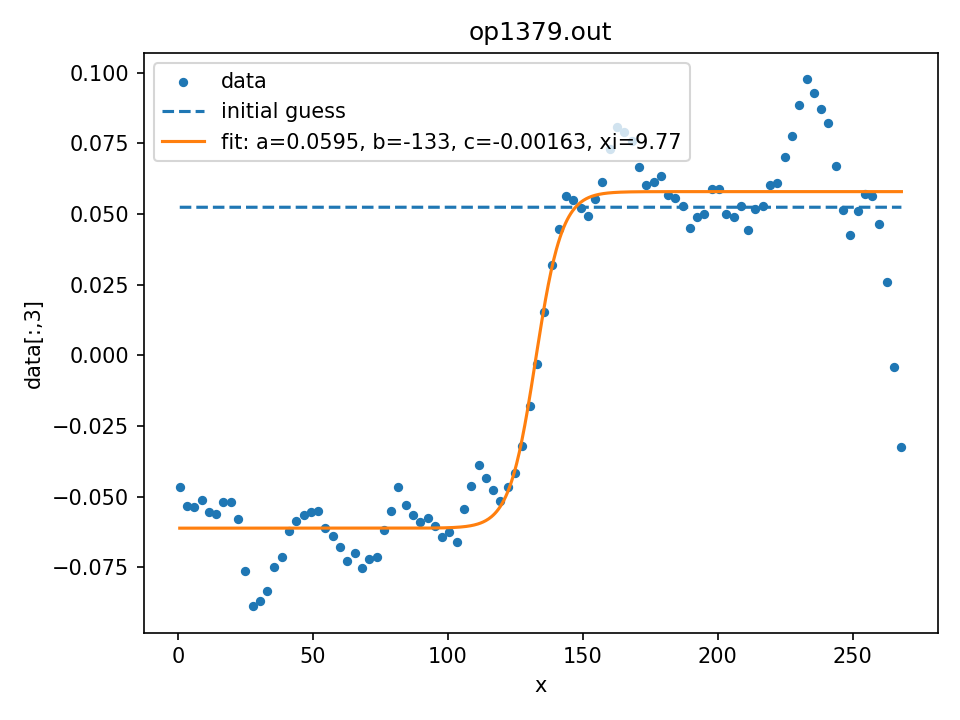 op1379.out
data
initial guess
fit: a=0.0595, b=-133, c=-0.00163, xi=9.77
0.100
0.075
0.050
0.025
0.000
−0.025
−0.050
−0.075
data[:,3]
0 50 100 150 200 250
x